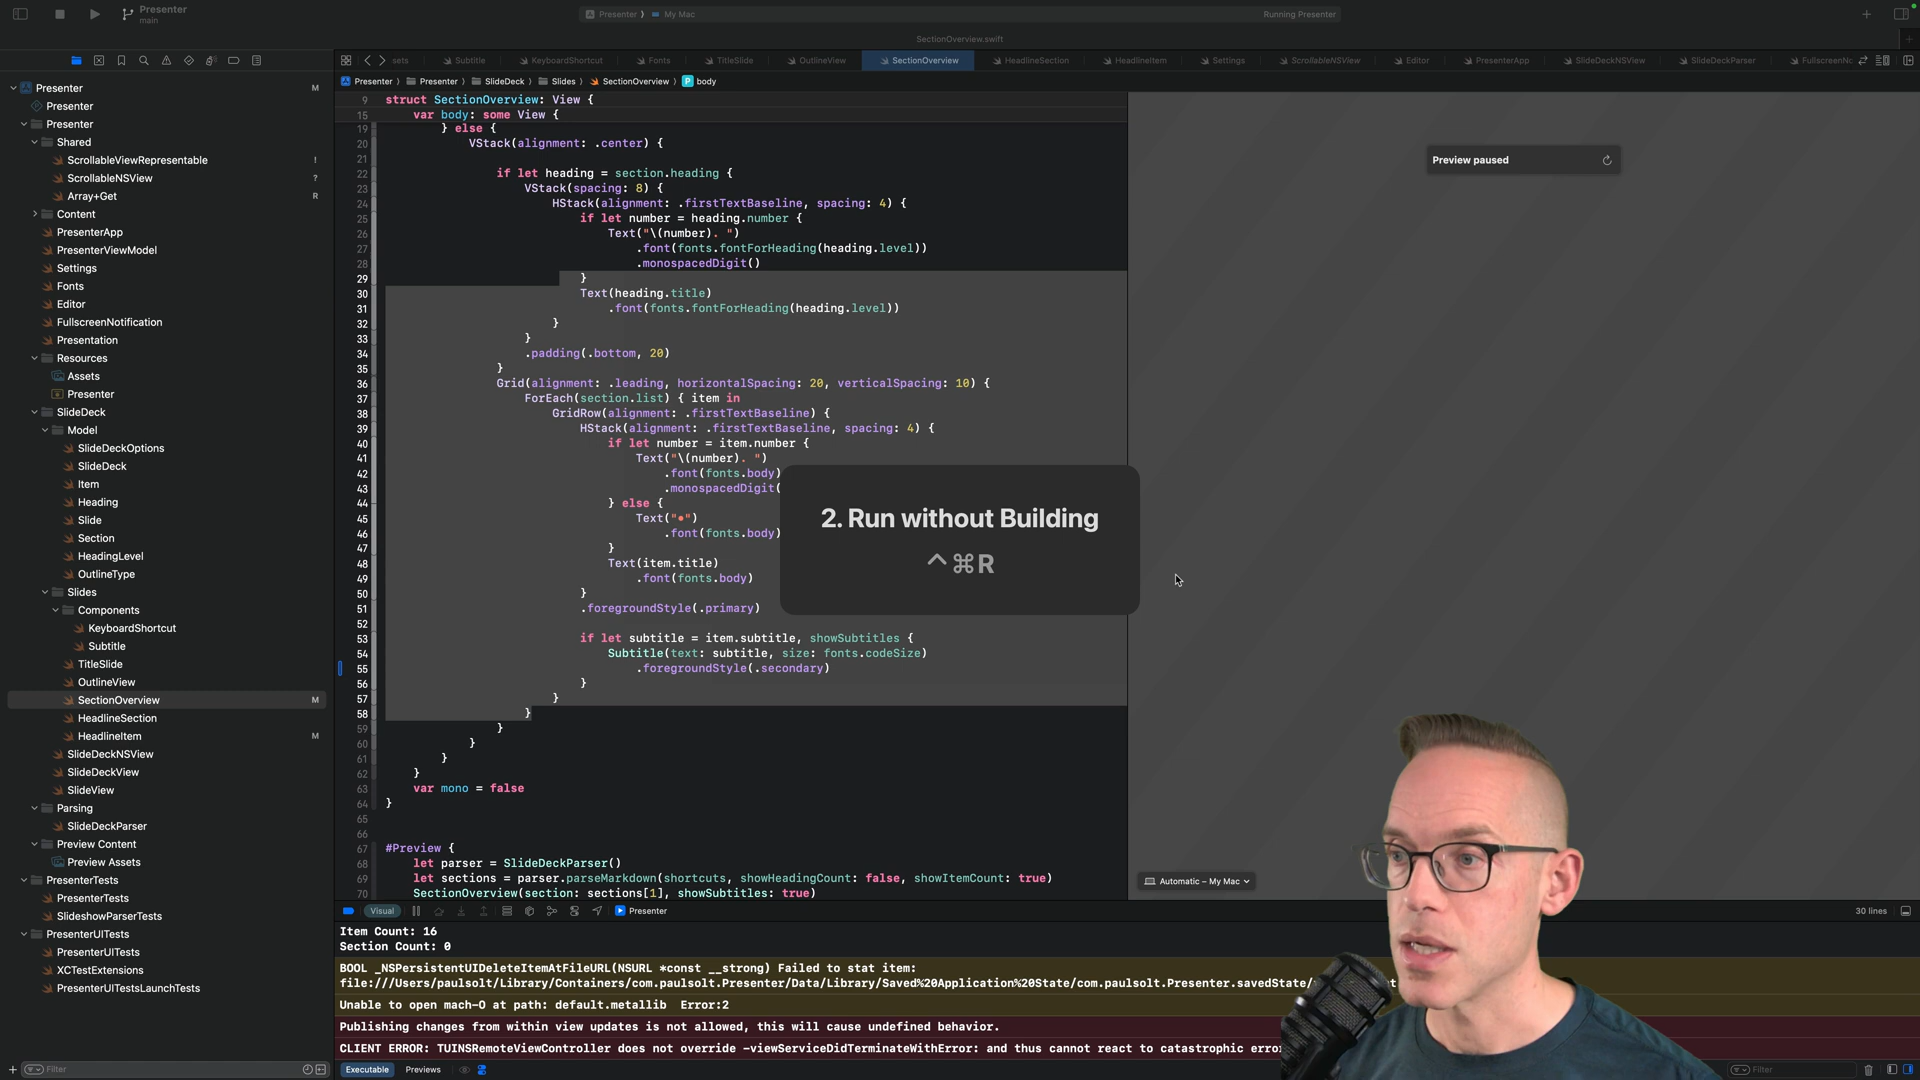 Presenter
main
Presenter
My Mac
Running Presenter
SectionOverview.swift
sets
Subtitle
KeyboardShortcut
Fonts
TitleSlide
OutlineView
SectionOverview
HeadlineSection
HeadlineItem
Settings
ScrollableNSView
Editor
PresenterApp
SlideDeckNSView
SlideDeckParser
FullscreenNo
Presenter
Presenter
SlideDeck
Slides
SectionOverview
P
body
Presenter M
Presenter
Presenter
Shared
ScrollableViewRepresentable !
ScrollableNSView ?
Array+Get R
Content
PresenterApp
PresenterViewModel
Settings
Fonts
Editor
FullscreenNotification
Presentation
Resources
Assets
Presenter
SlideDeck
Model
SlideDeckOptions
SlideDeck
Item
Heading
Slide
Section
HeadingLevel
OutlineType
Slides
Components
KeyboardShortcut
Subtitle
TitleSlide
OutlineView
SectionOverview M
HeadlineSection
HeadlineItem M
SlideDeckNSView
SlideDeckView
SlideView
Parsing
SlideDeckParser
Preview Content
Preview Assets
PresenterTests
PresenterTests
SlideshowParserTests
PresenterUITests
PresenterUITests
XCTestExtensions
PresenterUITestsLaunchTests
Filter
9 struct SectionOverview: View {
15 var body: some View {
19 } else {
20 VStack(alignment: .center) {
21
22 if let heading = section.heading {
23 VStack(spacing: 8) {
24 HStack(alignment: .firstTextBaseline, spacing: 4) {
25 if let number = heading.number {
26 Text("\(number). ")
27 .font(fonts.fontForHeading(heading.level))
28 .monospacedDigit()
29 }
30 Text(heading.title)
31 .font(fonts.fontForHeading(heading.level))
32 }
33 }
34 .padding(.bottom, 20)
35 }
36 Grid(alignment: .leading, horizontalSpacing: 20, verticalSpacing: 10) {
37 ForEach(section.list) { item in
38 GridRow(alignment: .firstTextBaseline) {
39 HStack(alignment: .firstTextBaseline, spacing: 4) {
40 if let number = item.number {
41 Text("\(number). ")
42 .font(fonts.body)
43 .monospacedDigit(
44 } else {
45 Text("•")
46 .font(fonts.body)
47 }
48 Text(item.title)
49 .font(fonts.body)
50 }
51 .foregroundStyle(.primary)
52
53 if let subtitle = item.subtitle, showSubtitles {
54 Subtitle(text: subtitle, size: fonts.codeSize)
55 .foregroundStyle(.secondary)
56 }
57 }
58 }
59 }
60 }
61 }
62 }
63 var mono = false
64 }
65
66
67 #Preview {
68 let parser = SlideDeckParser()
69 let sections = parser.parseMarkdown(shortcuts, showHeadingCount: false, showItemCount: true)
70 SectionOverview(section: sections[1], showSubtitles: true)
2. Run without Building
^⌘R
Preview paused
Automatic – My Mac
Visual
Presenter
30 lines
Item Count: 16
Section Count: 0
BOOL _NSPersistentUIDeleteItemAtFileURL(NSURL *const __strong) Failed to stat item:
file:///Users/paulsolt/Library/Containers/com.paulsolt.Presenter/Data/Library/Saved%20Application%20State/com.paulsolt.Presenter.savedState/
Unable to open mach-O at path: default.metallib Error:2
Publishing changes from within view updates is not allowed, this will cause undefined behavior.
CLIENT ERROR: TUINSRemoteViewController does not override -viewServiceDidTerminateWithError: and thus cannot react to catastrophic erro
Executable
Previews
Filter